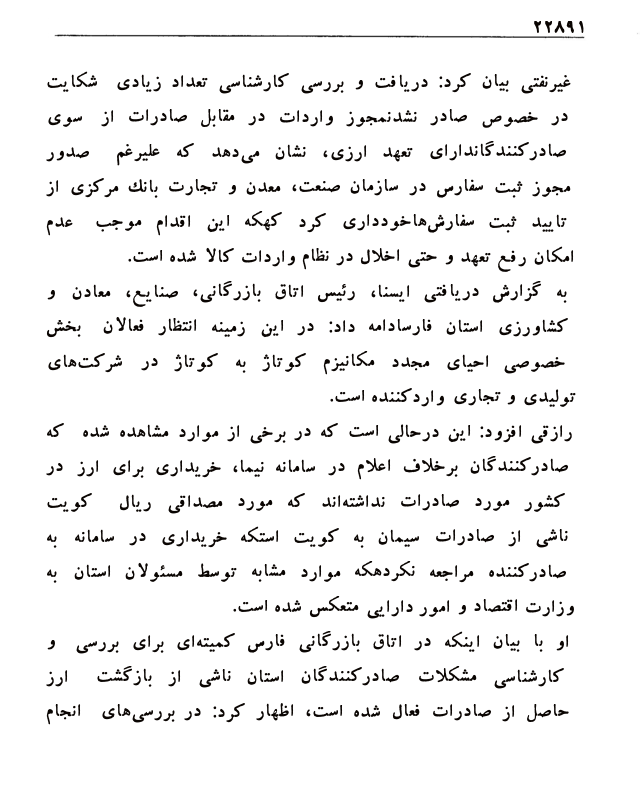 ۲۲۸۹۱
غیرنفتی بیان کرد: دریافت و بررسی کارشناسی تعداد زیادی شکایت
در خصوص صادر نشدنمجوز واردات در مقابل صادرات از سوی
صادرکنندگاندارای تعهد ارزی، نشان می‌دهد که علیرغم صدور
مجوز ثبت سفارس در سازمان صنعت، معدن و تجارت بانك مرکزی از
تایید ثبت سفارش‌هاخودداری کرد کهکه این اقدام موجب عدم
امکان رفع تعهد و حتی اخلال در نظام واردات کالا شده است.
به گزارش دریافتی ایسنا، رئیس اتاق بازرگانی، صنایع، معادن و
کشاورزی استان فارسادامه داد: در این زمینه انتظار فعالان بخش
خصوصی احیای مجدد مکانیزم کوتاژ به کوتاژ در شرکت‌های
تولیدی و تجاری واردکننده است.
رازقی افزود: این درحالی است که در برخی از موارد مشاهده شده که
صادرکنندگان برخلاف اعلام در سامانه نیما، خریداری برای ارز در
کشور مورد صادرات نداشته‌اند که مورد مصداقی ریال کویت
ناشی از صادرات سیمان به کویت استکه خریداری در سامانه به
صادرکننده مراجعه نکردهکه موارد مشابه توسط مسئولان استان به
وزارت اقتصاد و امور دارایی متعکس شده است.
او با بیان اینکه در اتاق بازرگانی فارس کمیته‌ای برای بررسی و
کارشناسی مشکلات صادرکنندگان استان ناشی از بازگشت ارز
حاصل از صادرات فعال شده است، اظهار کرد: در بررسی‌های انجام